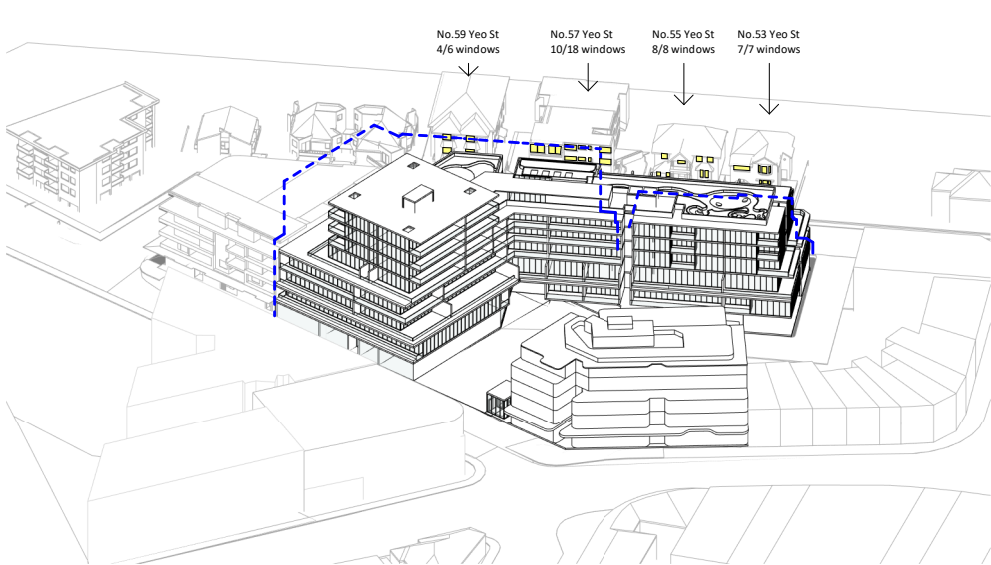 No.59 Yeo St
4/6 windows
No.57 Yeo St
10/18 windows
No.55 Yeo St
8/8 windows
No.53 Yeo St
7/7 windows